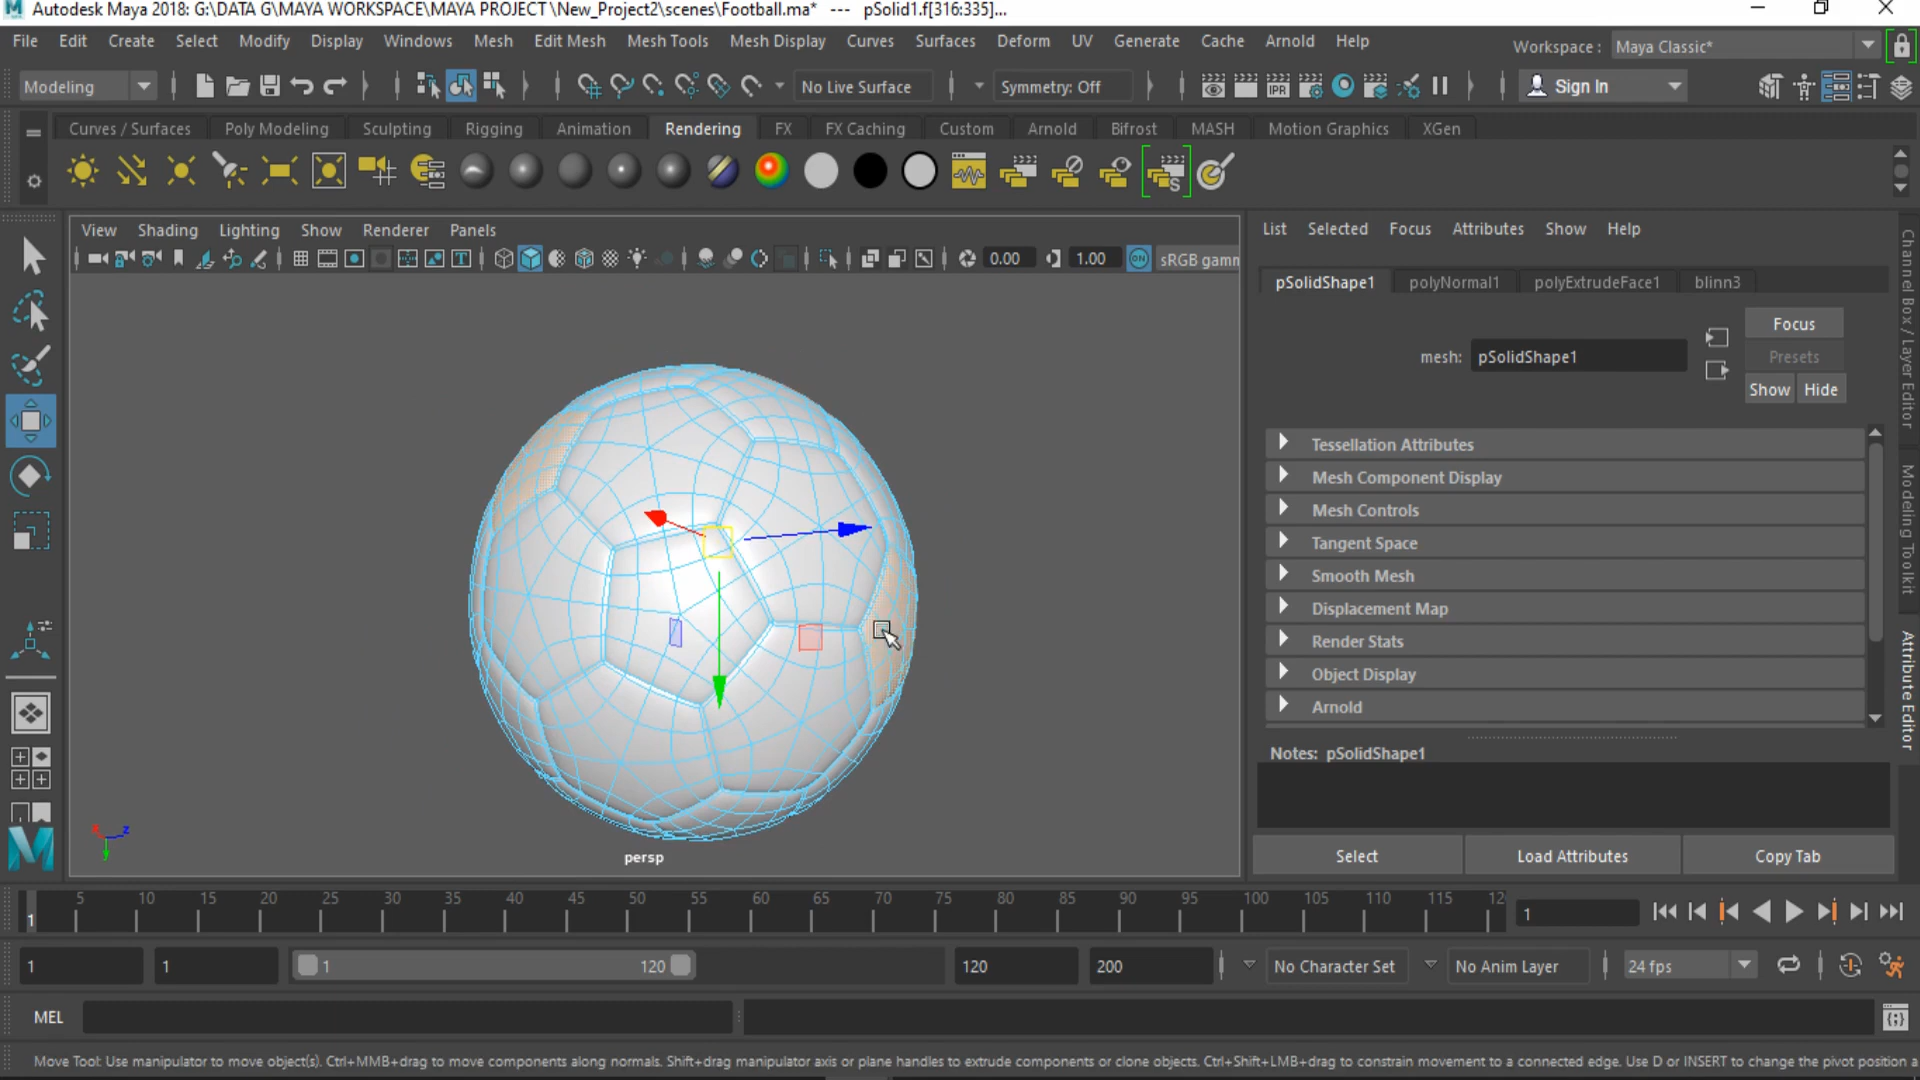 Autodesk Maya 2018: G:\DATA G\MAYA WORKSPACE\MAYA PROJECT \New_Project2\scenes\Football.ma* --- pSolid1.f[316:335]...
File Edit Create Select Modify Display Windows Mesh Edit Mesh Mesh Tools Mesh Display Curves Surfaces Deform UV Generate Cache Arnold Help
Workspace : Maya Classic*
Modeling No Live Surface Symmetry: Off IPR Sign In
Curves / Surfaces Poly Modeling Sculpting Rigging Animation Rendering FX FX Caching Custom Arnold Bifrost MASH Motion Graphics XGen
View Shading Lighting Show Renderer Panels
0.00 1.00 ON sRGB gamm
List Selected Focus Attributes Show Help
pSolidShape1 polyNormal1 polyExtrudeFace1 blinn3
Focus
mesh: pSolidShape1
Presets
Show Hide
Tessellation Attributes
Mesh Component Display
Mesh Controls
Tangent Space
Smooth Mesh
Displacement Map
Render Stats
Object Display
Arnold
Notes: pSolidShape1
Select Load Attributes Copy Tab
Channel Box / Layer Editor
Modeling Toolkit
Attribute Editor
z
persp
1 5 10 15 20 25 30 35 40 45 50 55 60 65 70 75 80 85 90 95 100 105 110 115 12
1
1 1 1 120 120 200 No Character Set No Anim Layer 24 fps
MEL
Move Tool: Use manipulator to move object(s). Ctrl+MMB+drag to move components along normals. Shift+drag manipulator axis or plane handles to extrude components or clone objects. Ctrl+Shift+LMB+drag to constrain movement to a connected edge. Use D or INSERT to change the pivot position a